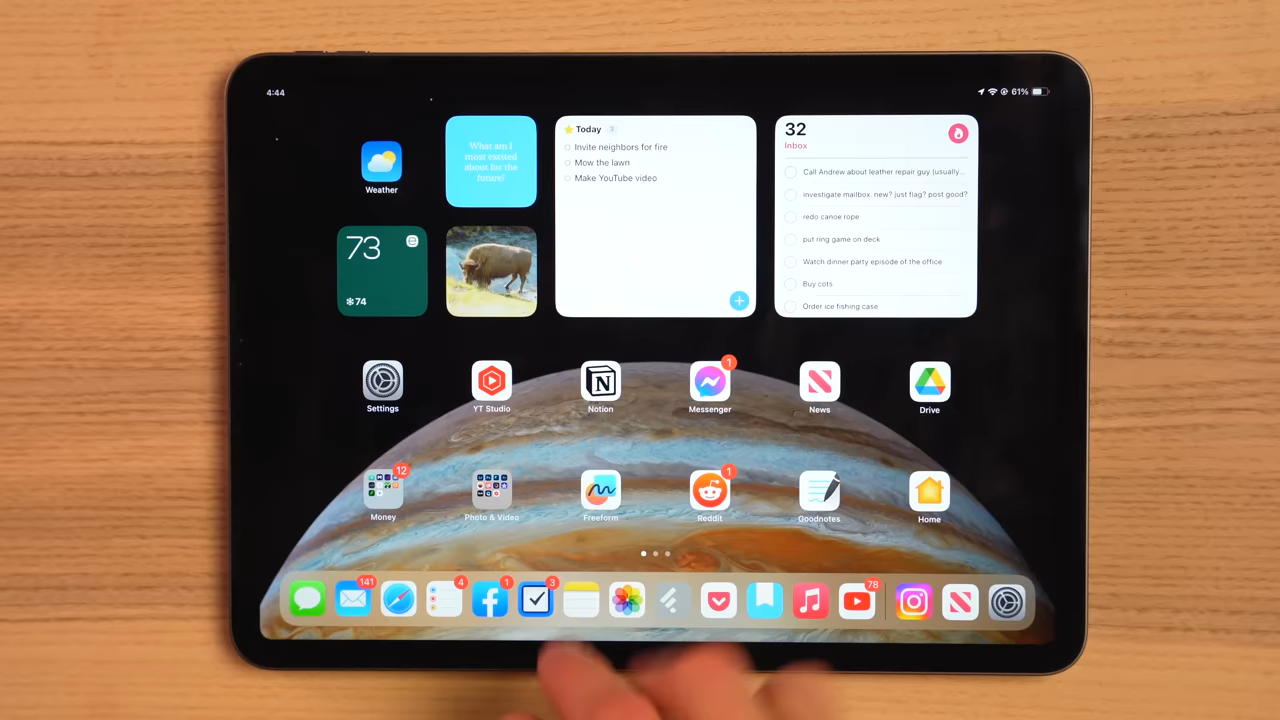 4:44
61%
Weather
What am I
most excited
about for the
future?
Today 3
Invite neighbors for fire
Mow the lawn
Make YouTube video
32
Inbox
Call Andrew about leather repair guy (usually...
investigate mailbox. new? just flag? post good?
redo canoe rope
put ring game on deck
Watch dinner party episode of the office
Buy cots
Order ice fishing case
73
74
Settings
YT Studio
Notion
1
Messenger
News
Drive
12
Money
Photo & Video
Freeform
1
Reddit
Goodnotes
Home
141
4
1
3
78